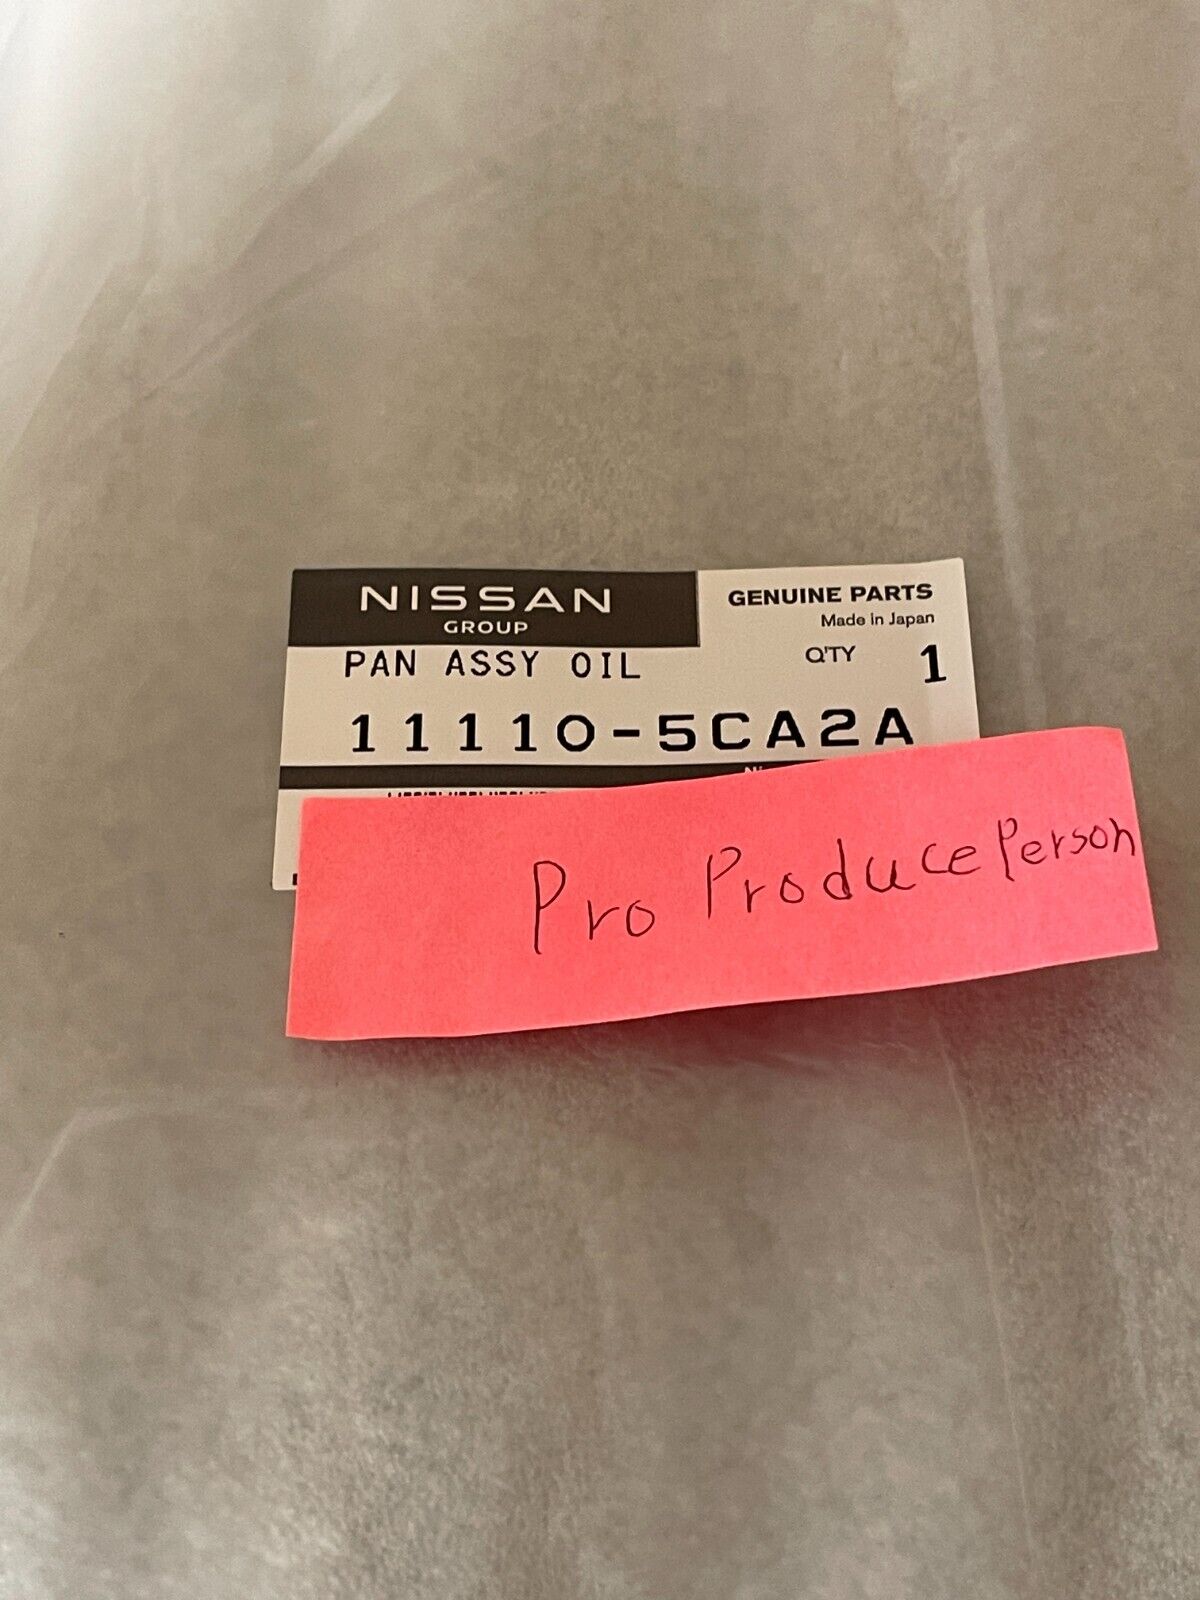 NISSAN
GROUP
GENUINE PARTS
Made in Japan
PAN ASSY OIL
Q'TY 1
11110-5CA2A
Pro Produce Person